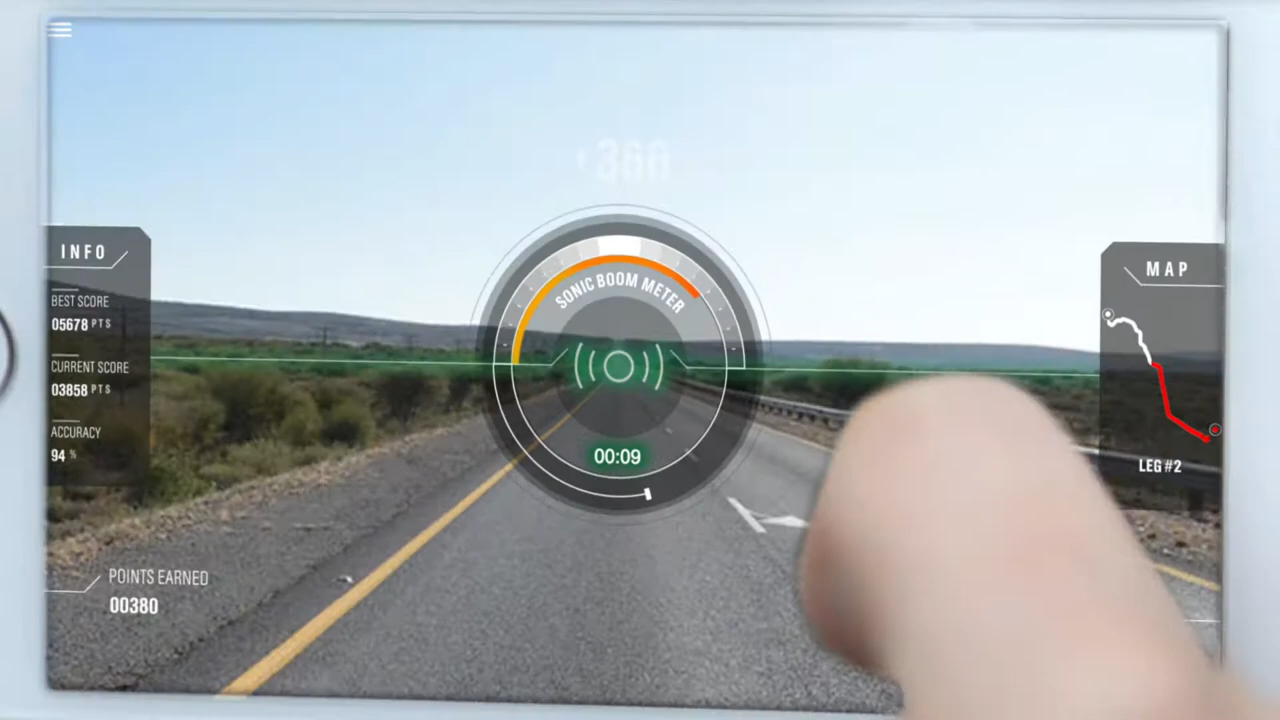 INFO
BEST SCORE
05678 PTS
CURRENT SCORE
03858 PTS
ACCURACY
94 %
POINTS EARNED
00380
SONIC BOOM METER
00:09
MAP
LEG #2